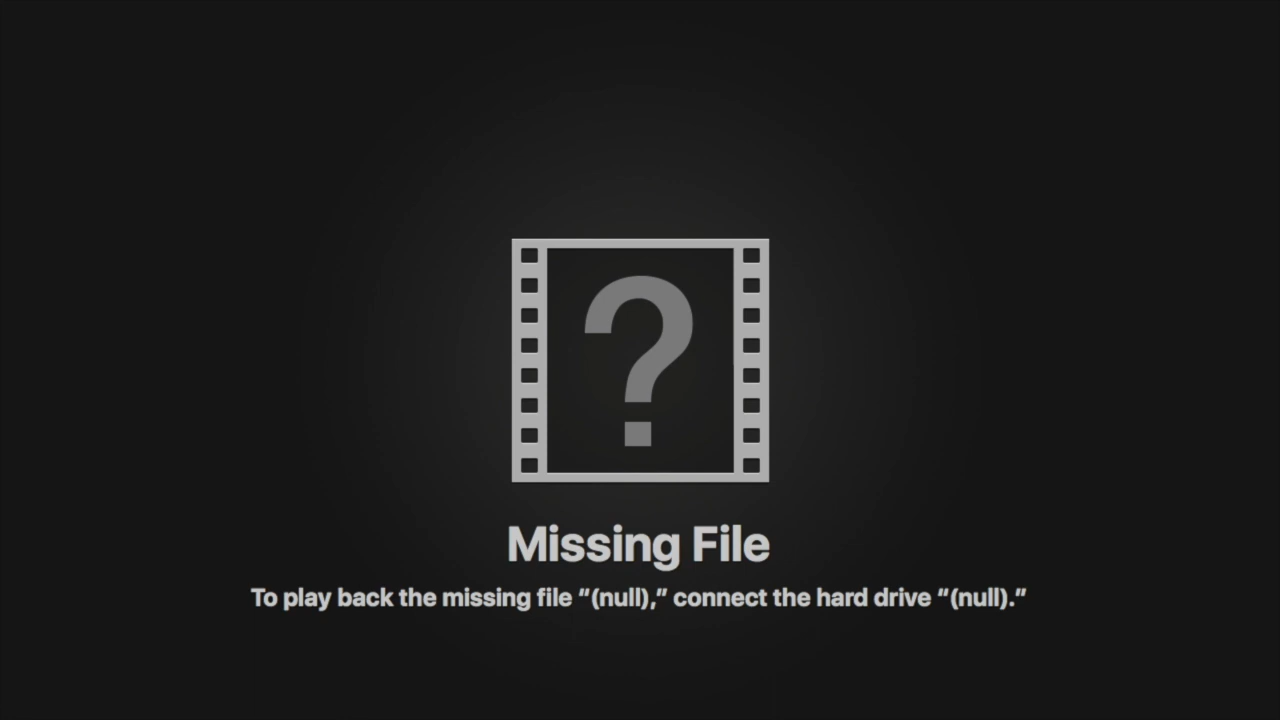 ?
Missing File
To play back the missing file “(null),” connect the hard drive “(null).”